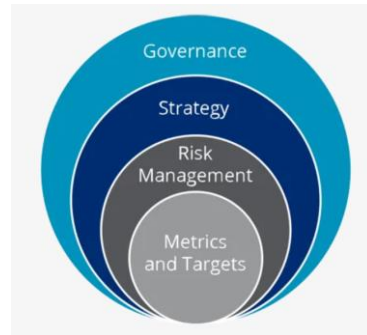 Governance
Strategy
Risk
Management
Metrics
and Targets